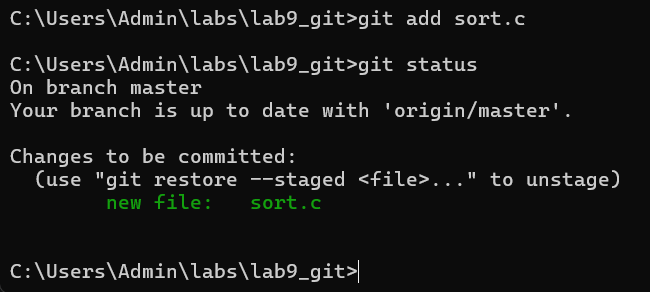 C:\Users\Admin\labs\lab9_git>git add sort.c
C:\Users\Admin\labs\lab9_git>git status
On branch master
Your branch is up to date with 'origin/master'.
Changes to be committed:
  (use "git restore --staged <file>..." to unstage)
        new file:   sort.c
C:\Users\Admin\labs\lab9_git>